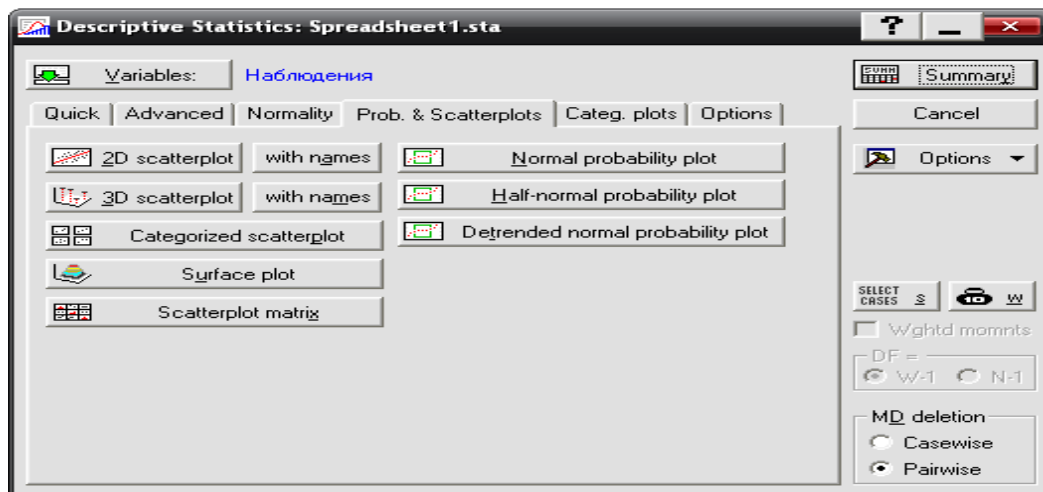 Descriptive Statistics: Spreadsheet1.sta
?
Variables: Наблюдения
Quick Advanced Normality Prob. & Scatterplots Categ. plots Options
2D scatterplot with names
3D scatterplot with names
Categorized scatterplot
Surface plot
Scatterplot matrix
Normal probability plot
Half-normal probability plot
Detrended normal probability plot
SUMM Summary
Cancel
Options
SELECT CASES S W
Wghtd momnts
DF =
W-1 N-1
MD deletion
Casewise
Pairwise